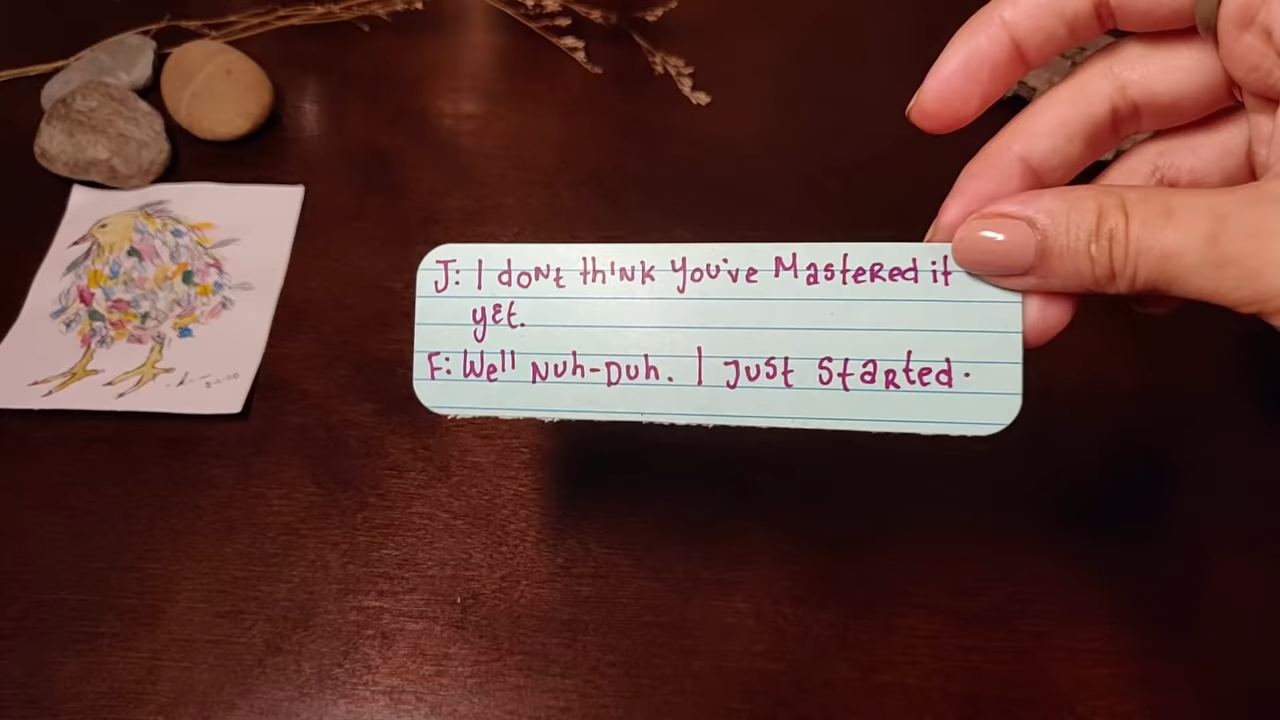 J: I dont think you've Mastered it
yet.
F: Well Nuh-Duh. I just started.